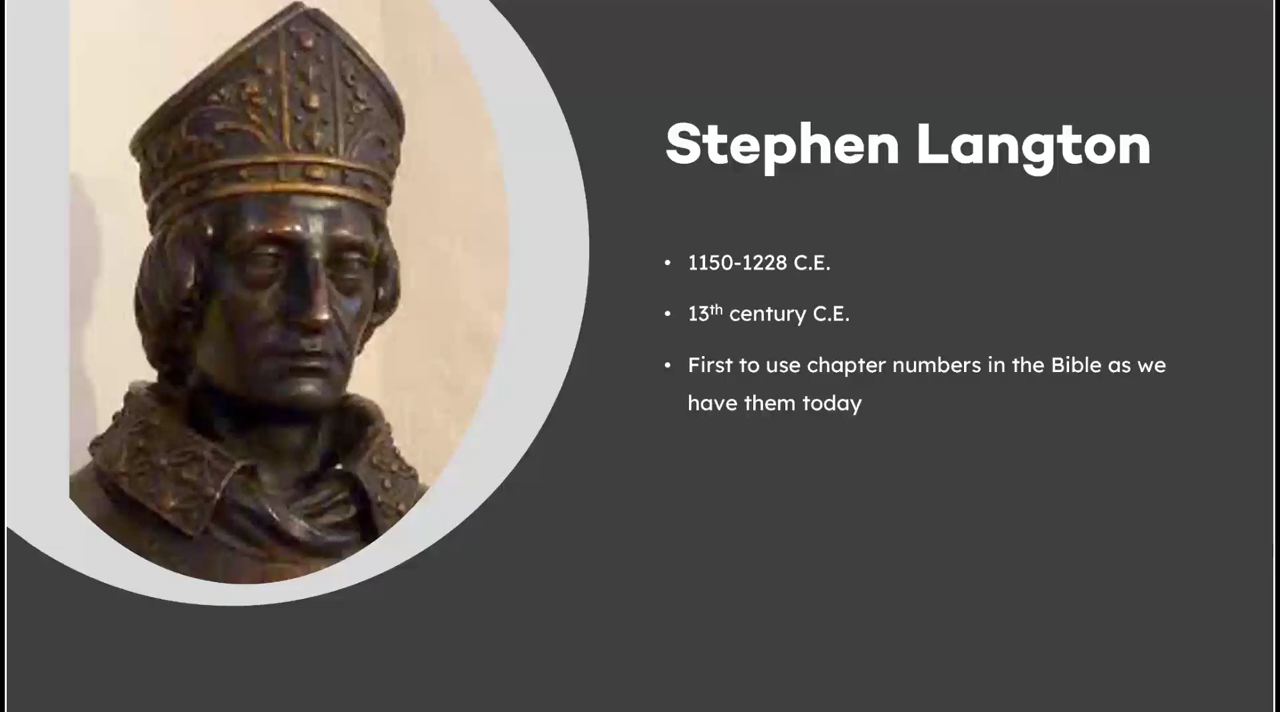 Stephen Langton
• 1150-1228 C.E.
• 13th century C.E.
• First to use chapter numbers in the Bible as we
have them today